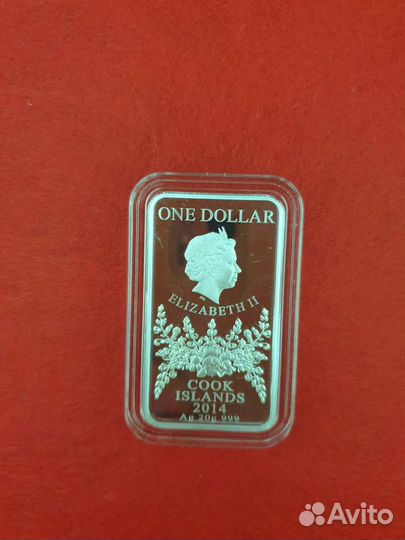 ONE DOLLAR
ELIZABETH II
COOK
ISLANDS
2014
Ag 20g 999
Avito